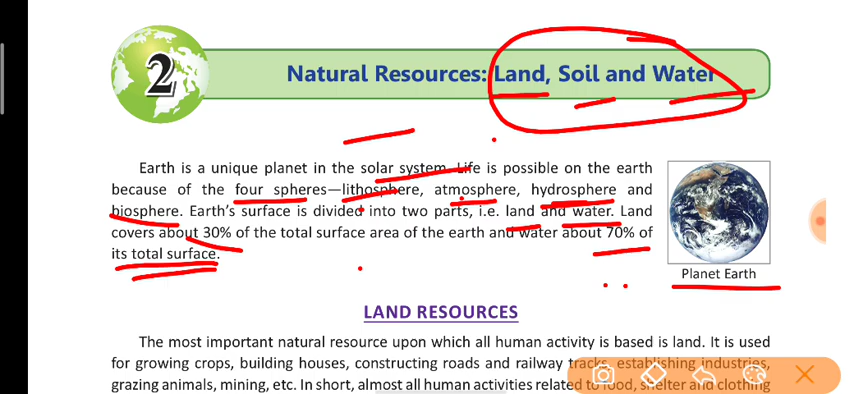 2
Natural Resources: Land, Soil and Water
Earth is a unique planet in the solar system. Life is possible on the earth
because of the four spheres—lithosphere, atmosphere, hydrosphere and
biosphere. Earth's surface is divided into two parts, i.e. land and water. Land
covers about 30% of the total surface area of the earth and water about 70% of
its total surface.
Planet Earth
LAND RESOURCES
The most important natural resource upon which all human activity is based is land. It is used
for growing crops, building houses, constructing roads and railway tracks, establishing industries,
grazing animals, mining, etc. In short, almost all human activities related to food, shelter and clothing